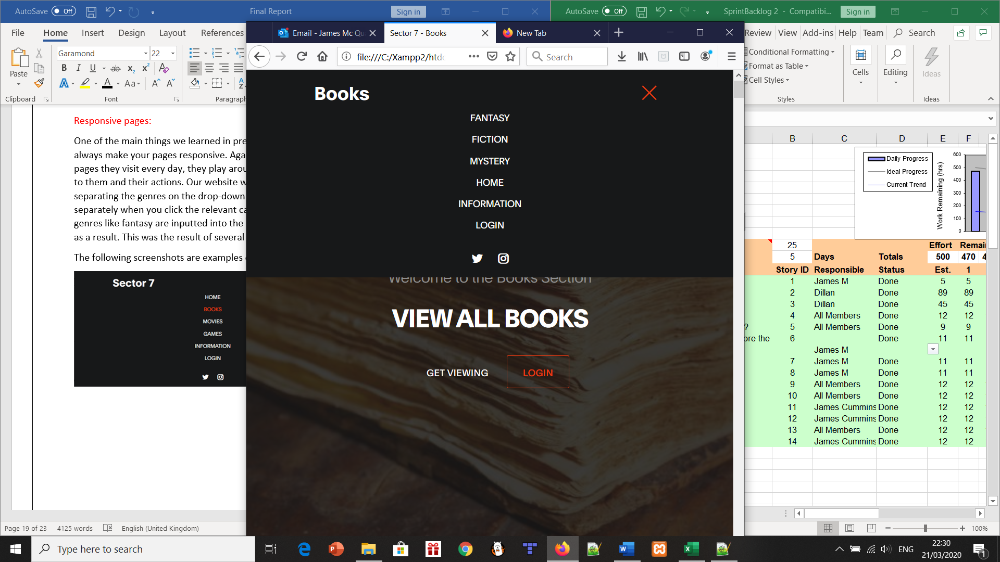 AutoSave Off
Final Report
Sign in
File Home Insert Design Layout References
Garamond 22
Paste
Clipboard Font Paragraph
Responsive pages:
One of the main things we learned in pre
always make your pages responsive. Aga
pages they visit every day, they play arou
to them and their actions. Our website w
separating the genres on the drop-down
separately when you click the relevant ca
genres like fantasy are inputted into the
as a result. This was the result of several
The following screenshots are examples
Sector 7
HOME
BOOKS
MOVIES
GAMES
INFORMATION
LOGIN
Page 19 of 23 4125 words English (United Kingdom)
Email - James Mc Qu
Sector 7 - Books
New Tab
file:///C:/Xampp2/htdo
Search
Books
FANTASY
FICTION
MYSTERY
HOME
INFORMATION
LOGIN
Welcome to the Books Section
VIEW ALL BOOKS
GET VIEWING LOGIN
AutoSave Off
SprintBacklog 2 - Compatibi...
Sign in
Review View Add-ins Help Team Search
Conditional Formatting
Format as Table
Cell Styles
Cells
Editing
Ideas
Styles Ideas
B C D E F
Daily Progress
Ideal Progress
Current Trend
Work Remaining (hrs)
600
500
400
300
200
100
0
25 Effort Remai
5 Days Totals 500 470 4
Story ID Responsible Status Est. 1
1 James M Done 5 5
2 Dillan Done 89 89
3 Dillan Done 45 45
4 All Members Done 12 12
? 5 All Members Done 9 9
ore the 6 Done 11 11
James M
7 James M Done 11 11
8 James M Done 11 11
9 All Members Done 12 12
10 All Members Done 12 12
11 James Cummins Done 12 12
12 James Cummins Done 12 12
13 All Members Done 12 12
14 James Cummins Done 12 12
100%
Type here to search
ENG
22:30
21/03/2020
1